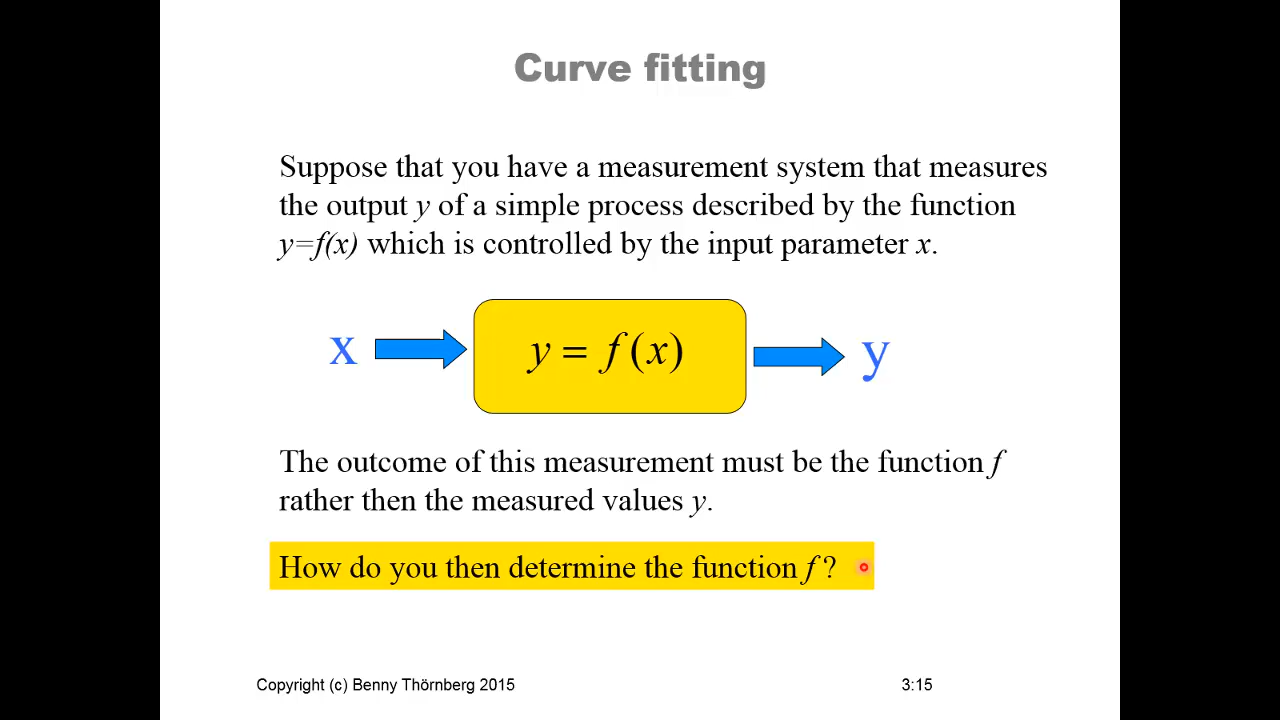 Curve fitting
Suppose that you have a measurement system that measures
the output y of a simple process described by the function
y=f(x) which is controlled by the input parameter x.
x
y = f (x)
y
The outcome of this measurement must be the function f
rather then the measured values y.
How do you then determine the function f ?
Copyright (c) Benny Thörnberg 2015
3:15